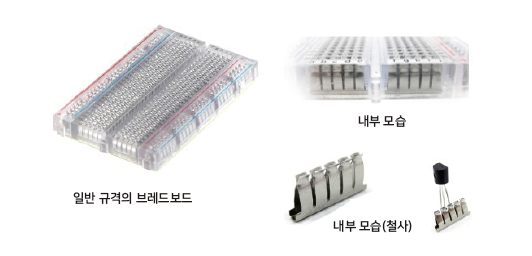 일반 규격의 브레드보드
내부 모습
내부 모습(철사)